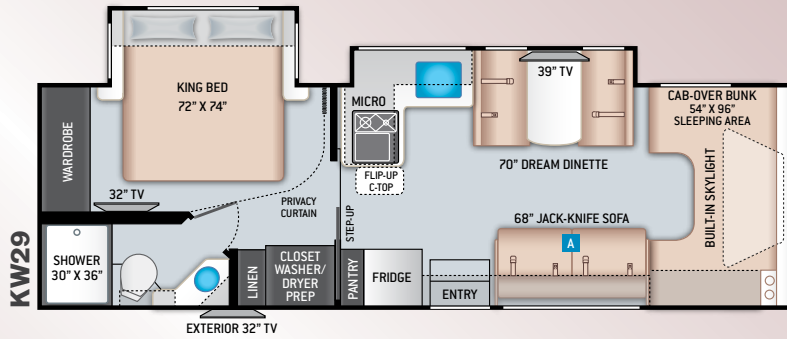 KW29
WARDROBE
KING BED
72" X 74"
32" TV
PRIVACY
CURTAIN
SHOWER
30" X 36"
LINEN
CLOSET
WASHER/
DRYER
PREP
EXTERIOR 32" TV
STEP-UP
PANTRY
FRIDGE
ENTRY
MICRO
FLIP-UP
C-TOP
39" TV
70" DREAM DINETTE
68" JACK-KNIFE SOFA
A
CAB-OVER BUNK
54" X 96"
SLEEPING AREA
BUILT-IN SKYLIGHT